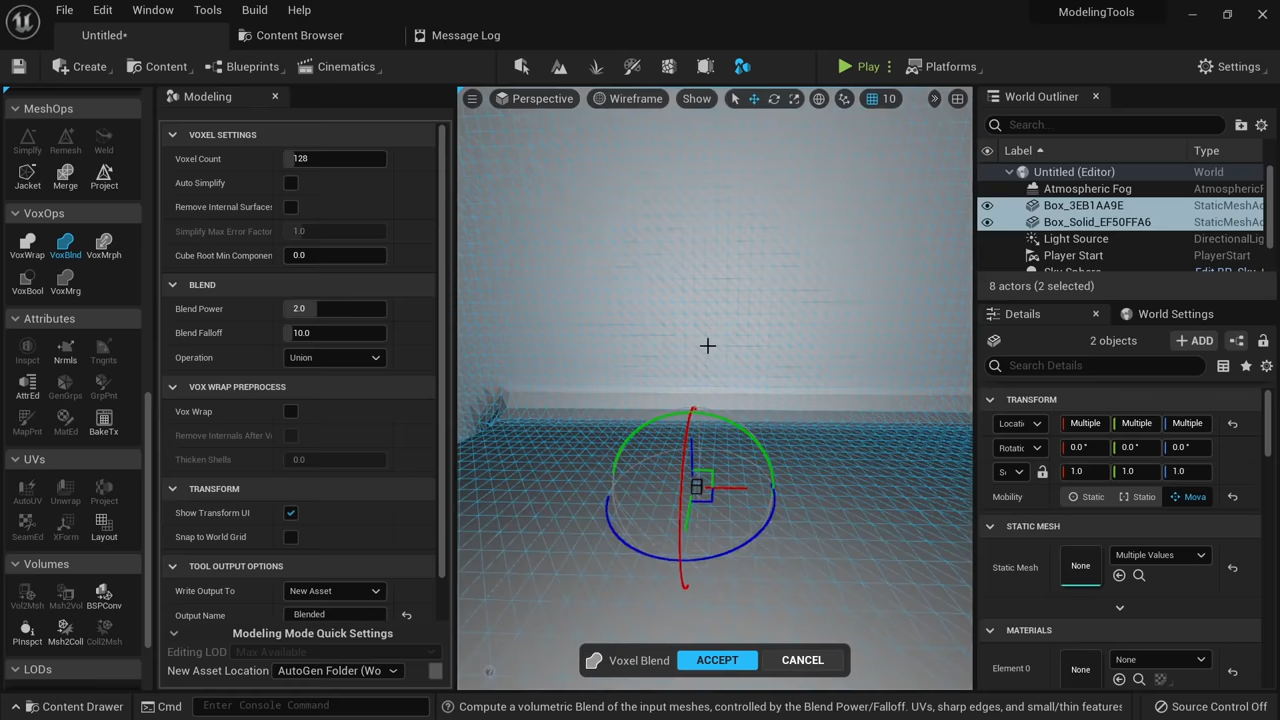 File Edit Window Tools Build Help
ModelingTools
Untitled*
Content Browser
Message Log
Create
Content
Blueprints
Cinematics
Play
Platforms
Settings
MeshOps
Simplfy Remesh Weld
Jacket Merge Project
VoxOps
VoxWrap VoxBlnd VoxMrph
VoxBool VoxMrg
Attributes
Inspct Nrmls Tngnts
AttrEd GenGrps GrpPnt
MapPnt MatEd BakeTx
UVs
AutoUV Unwrap Project
SeamEd XForm Layout
Volumes
Vol2Msh Msh2Vol BSPConv
PInspct Msh2Coll Coll2Msh
LODs
Modeling
VOXEL SETTINGS
Voxel Count 128
Auto Simplify
Remove Internal Surfaces
Simplify Max Error Factor 1.0
Cube Root Min Componen 0.0
BLEND
Blend Power 2.0
Blend Falloff 10.0
Operation Union
VOX WRAP PREPROCESS
Vox Wrap
Remove Internals After V
Thicken Shells 0.0
TRANSFORM
Show Transform UI
Snap to World Grid
TOOL OUTPUT OPTIONS
Write Output To New Asset
Output Name Blended
Modeling Mode Quick Settings
Editing LOD Max Available
New Asset Location AutoGen Folder (Wo
Perspective
Wireframe
Show
10
Voxel Blend ACCEPT CANCEL
World Outliner
Search...
Label Type
Untitled (Editor) World
Atmospheric Fog AtmosphericF
Box_3EB1AA9E StaticMeshAc
Box_Solid_EF50FFA6 StaticMeshAc
Light Source DirectionalLig
Player Start PlayerStart
8 actors (2 selected)
Details
World Settings
2 objects
ADD
Search Details
TRANSFORM
Locati Multiple Multiple Multiple
Rotatic 0.0 ° 0.0 ° 0.0 °
S( 1.0 1.0 1.0
Mobility Static Statio Mova
STATIC MESH
Static Mesh None Multiple Values
MATERIALS
Element 0 None None
Content Drawer
Cmd
Enter Console Command
Compute a volumetric Blend of the input meshes, controlled by the Blend Power/Falloff. UVs, sharp edges, and small/thin features
Source Control Off